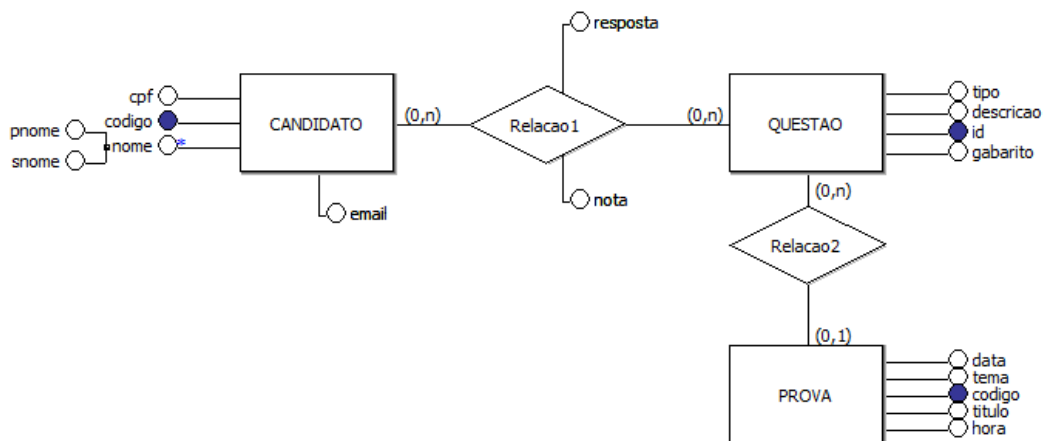 resposta
cpf
codigo
pnome
nome *
snome
CANDIDATO
(0,n)
Relacao1
(0,n)
QUESTAO
tipo
descricao
id
gabarito
email
nota
(0,n)
Relacao2
(0,1)
PROVA
data
tema
codigo
titulo
hora